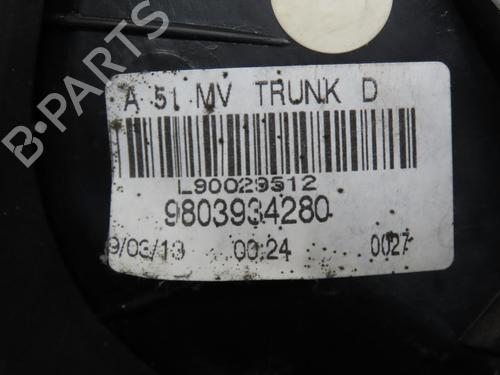 A 51 MV TRUNK D
L90029512
9803934280
9/03/13 00:24 0027
B-Parts